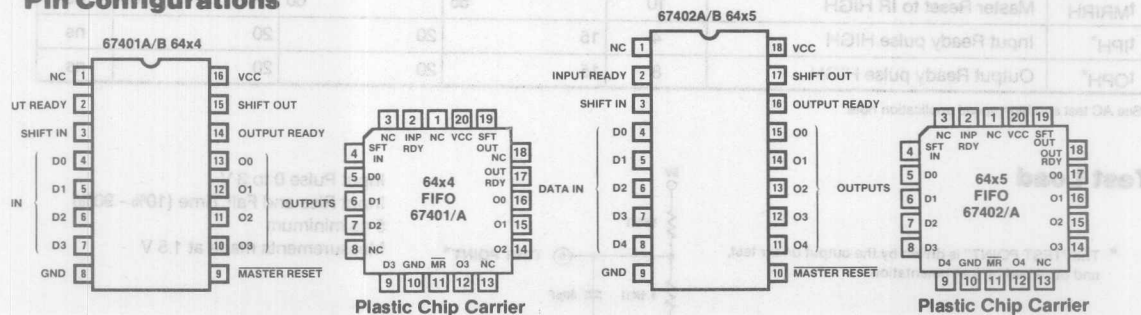 Pin Configurations
67401A/B 64x4
NC 1
UT READY 2
SHIFT IN 3
D0 4
D1 5
D2 6
D3 7
GND 8
IN
16 VCC
15 SHIFT OUT
14 OUTPUT READY
13 O0
12 O1
11 O2
10 O3
9 MASTER RESET
OUTPUTS
3 2 1 20 19
NC INP RDY NC VCC SFT OUT
4 SFT IN
5 D0
6 D1
7 D2
8 NC
NC 18
OUT RDY 17
O0 16
O1 15
O2 14
64x4
FIFO
67401/A
D3 GND MR O3 NC
9 10 11 12 13
Plastic Chip Carrier
67402A/B 64x5
NC 1
INPUT READY 2
SHIFT IN 3
D0 4
D1 5
D2 6
D3 7
D4 8
GND 9
DATA IN
18 VCC
17 SHIFT OUT
16 OUTPUT READY
15 O0
14 O1
13 O2
12 O3
11 O4
10 MASTER RESET
OUTPUTS
3 2 1 20 19
NC INP RDY NC VCC SFT OUT
4 SFT IN
5 D0
6 D1
7 D2
8 D3
OUT RDY 18
O0 17
O1 16
O2 15
O3 14
64x5
FIFO
67402/A
D4 GND MR O4 NC
9 10 11 12 13
Plastic Chip Carrier